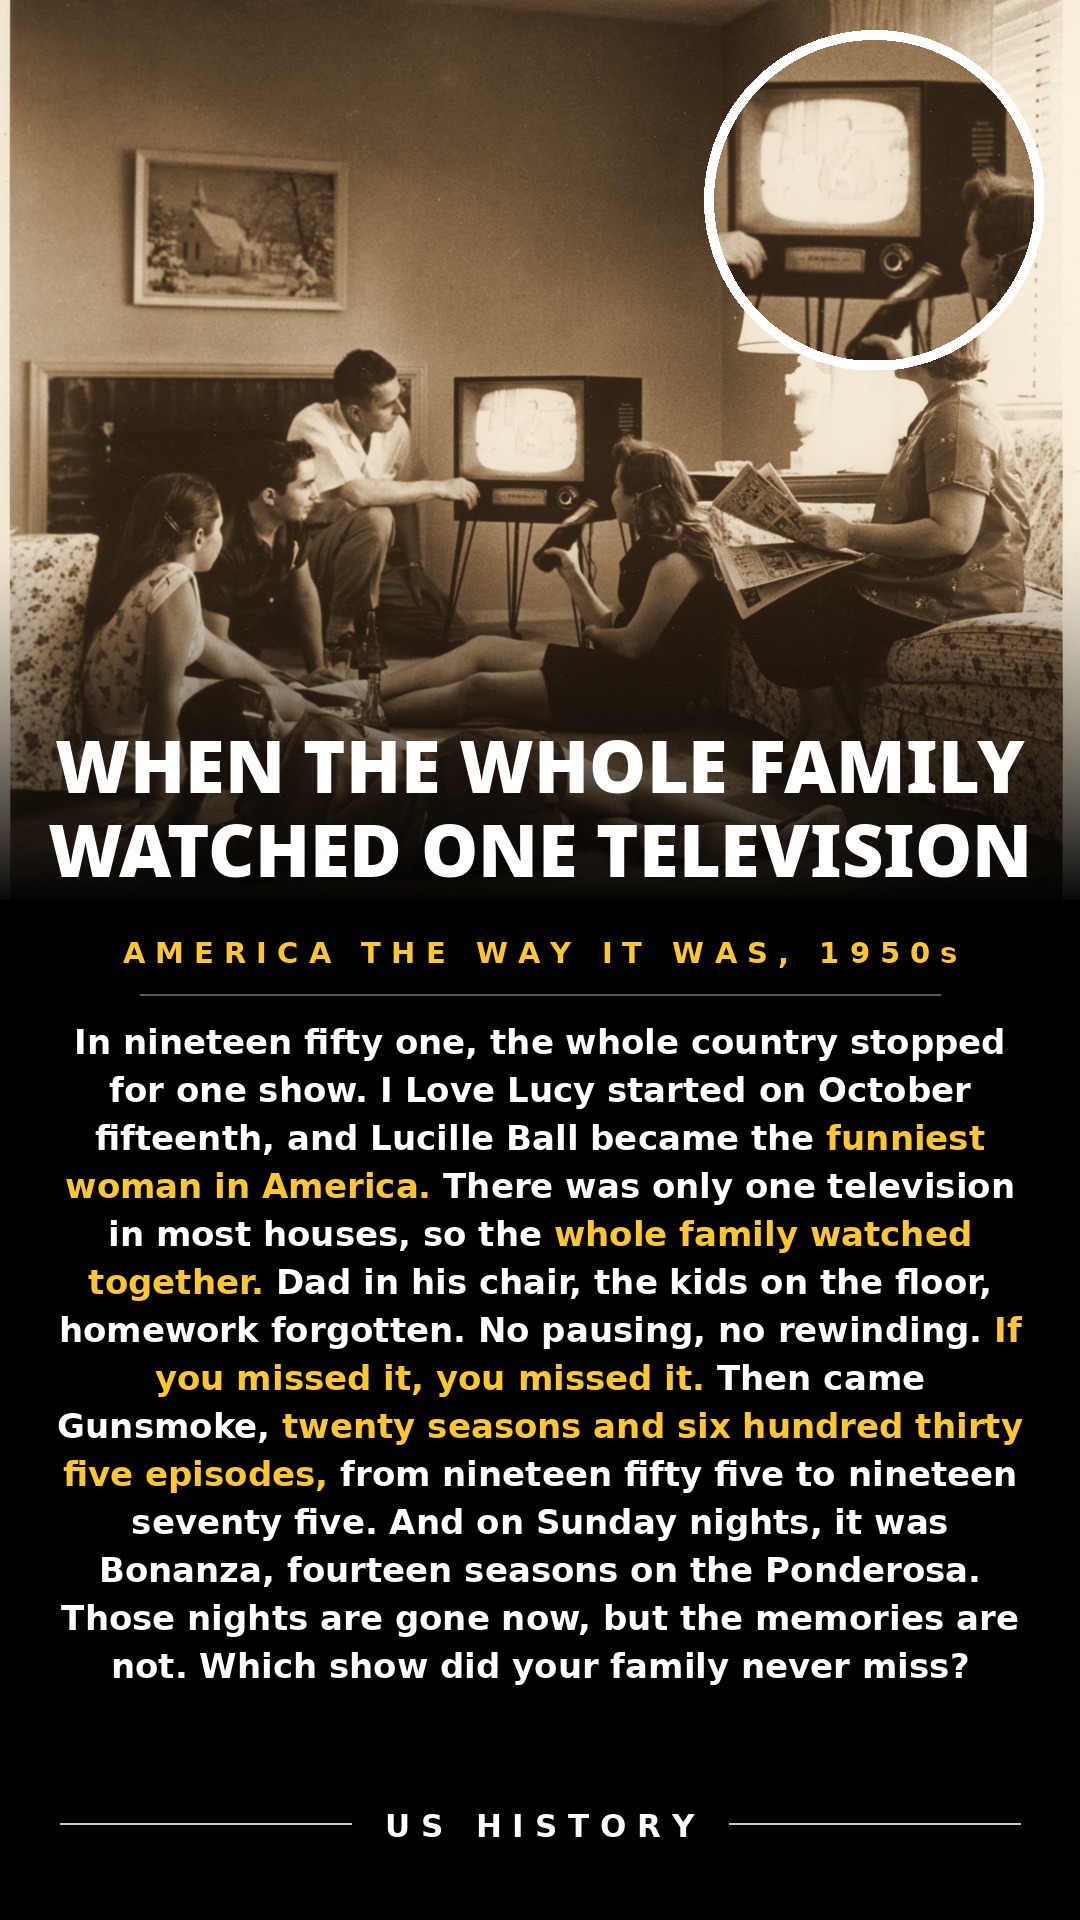 WHEN THE WHOLE FAMILY
WATCHED ONE TELEVISION
AMERICA THE WAY IT WAS, 1950s
In nineteen fifty one, the whole country stopped
for one show. I Love Lucy started on October
fifteenth, and Lucille Ball became the funniest
woman in America. There was only one television
in most houses, so the whole family watched
together. Dad in his chair, the kids on the floor,
homework forgotten. No pausing, no rewinding. If
you missed it, you missed it. Then came
Gunsmoke, twenty seasons and six hundred thirty
five episodes, from nineteen fifty five to nineteen
seventy five. And on Sunday nights, it was
Bonanza, fourteen seasons on the Ponderosa.
Those nights are gone now, but the memories are
not. Which show did your family never miss?
US HISTORY